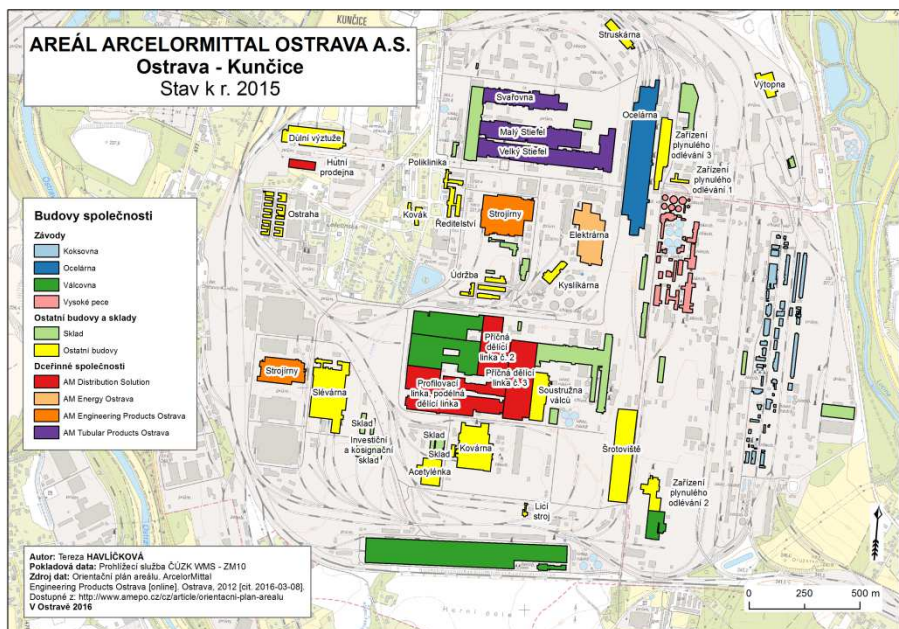 AREÁL ARCELORMITTAL OSTRAVA A.S.
Ostrava - Kunčice
Stav k r. 2015
KUNČICE
Struskárna
Výtopna
Svařovna
Ocelárna
Malý Stiefel
Velký Stiefel
Zařízení
plynulého
odlévání 3
Zařízení
plynulého
odlévání 1
Důlní výztuže
Hutní
prodejna
Poliklinika
Ostraha
Kovák
Ředitelství
Strojírny
Elektrárna
Údržba
Kyslíkárna
Budovy společnosti
Závody
Koksovna
Ocelárna
Válcovna
Vysoké pece
Ostatní budovy a sklady
Sklad
Ostatní budovy
Dceřinné společnosti
AM Distribution Solution
AM Energy Ostrava
AM Engineering Products Ostrava
AM Tubular Products Ostrava
Příčná
dělící
linka č. 2
Příčná dělící
linka č. 3
Profilovací
linka, podélná
dělící linka
Soustružna
válců
Strojírny
Slévárna
Sklad
Investiční
a kosignační
sklad
Sklad
Sklad
Kovárna
Acetylénka
Šrotoviště
Zařízení
plynulého
odlévání 2
Licí
stroj
Horní datle
Autor: Tereza HAVLÍČKOVÁ
Pokladová data: Prohlížecí služba ČÚZK WMS - ZM10
Zdroj dat: Orientační plán areálu. ArcelorMittal
Engineering Products Ostrava [online]. Ostrava, 2012 [cit. 2016-03-08].
Dostupné z: http://www.amepo.cz/cz/article/orientacni-plan-arealu
V Ostravě 2016
0 500 m